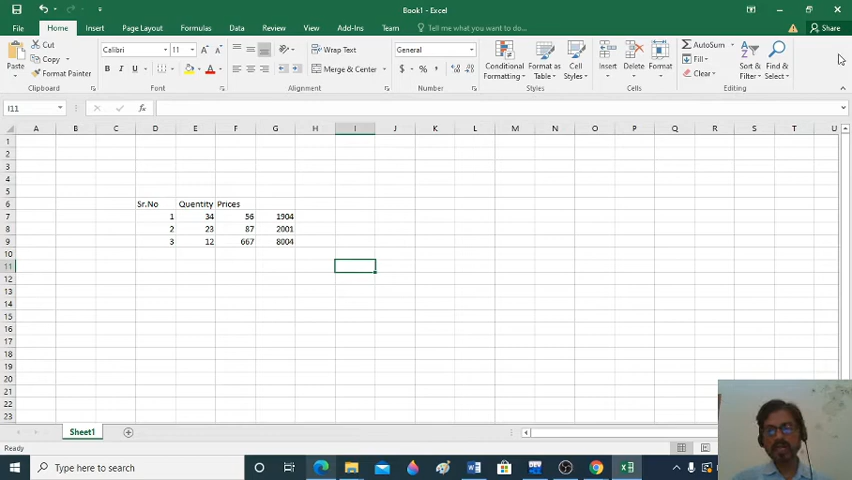 Book1 - Excel
File Home Insert Page Layout Formulas Data Review View Add-Ins Team Tell me what you want to do... Share
Cut
Copy
Format Painter
Paste
Clipboard
Calibri 11
B I U
Font
Wrap Text
Merge & Center
Alignment
General
$ % ,
Number
Conditional Formatting
Format as Table
Cell Styles
Styles
Insert Delete Format
Cells
AutoSum
Fill
Clear
Sort & Filter
Find & Select
Editing
I11 fx
A B C D E F G H I J K L M N O P Q R S T U
1
2
3
4
5
6 Sr.No Quentity Prices
7 1 34 56 1904
8 2 23 87 2001
9 3 12 667 8004
10
11
12
13
14
15
16
17
18
19
20
21
22
23
Sheet1
Ready
Type here to search